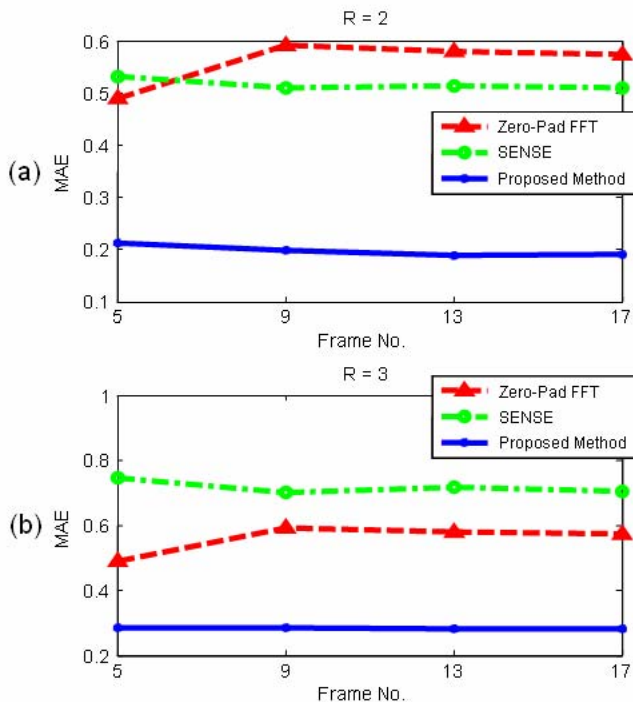 R = 2
0.6
0.5
0.4
0.3
0.2
0.1
(a)
MAE
Zero-Pad FFT
SENSE
Proposed Method
5 9 13 17
Frame No.
R = 3
1
0.8
0.6
0.4
0.2
(b)
MAE
Zero-Pad FFT
SENSE
Proposed Method
5 9 13 17
Frame No.